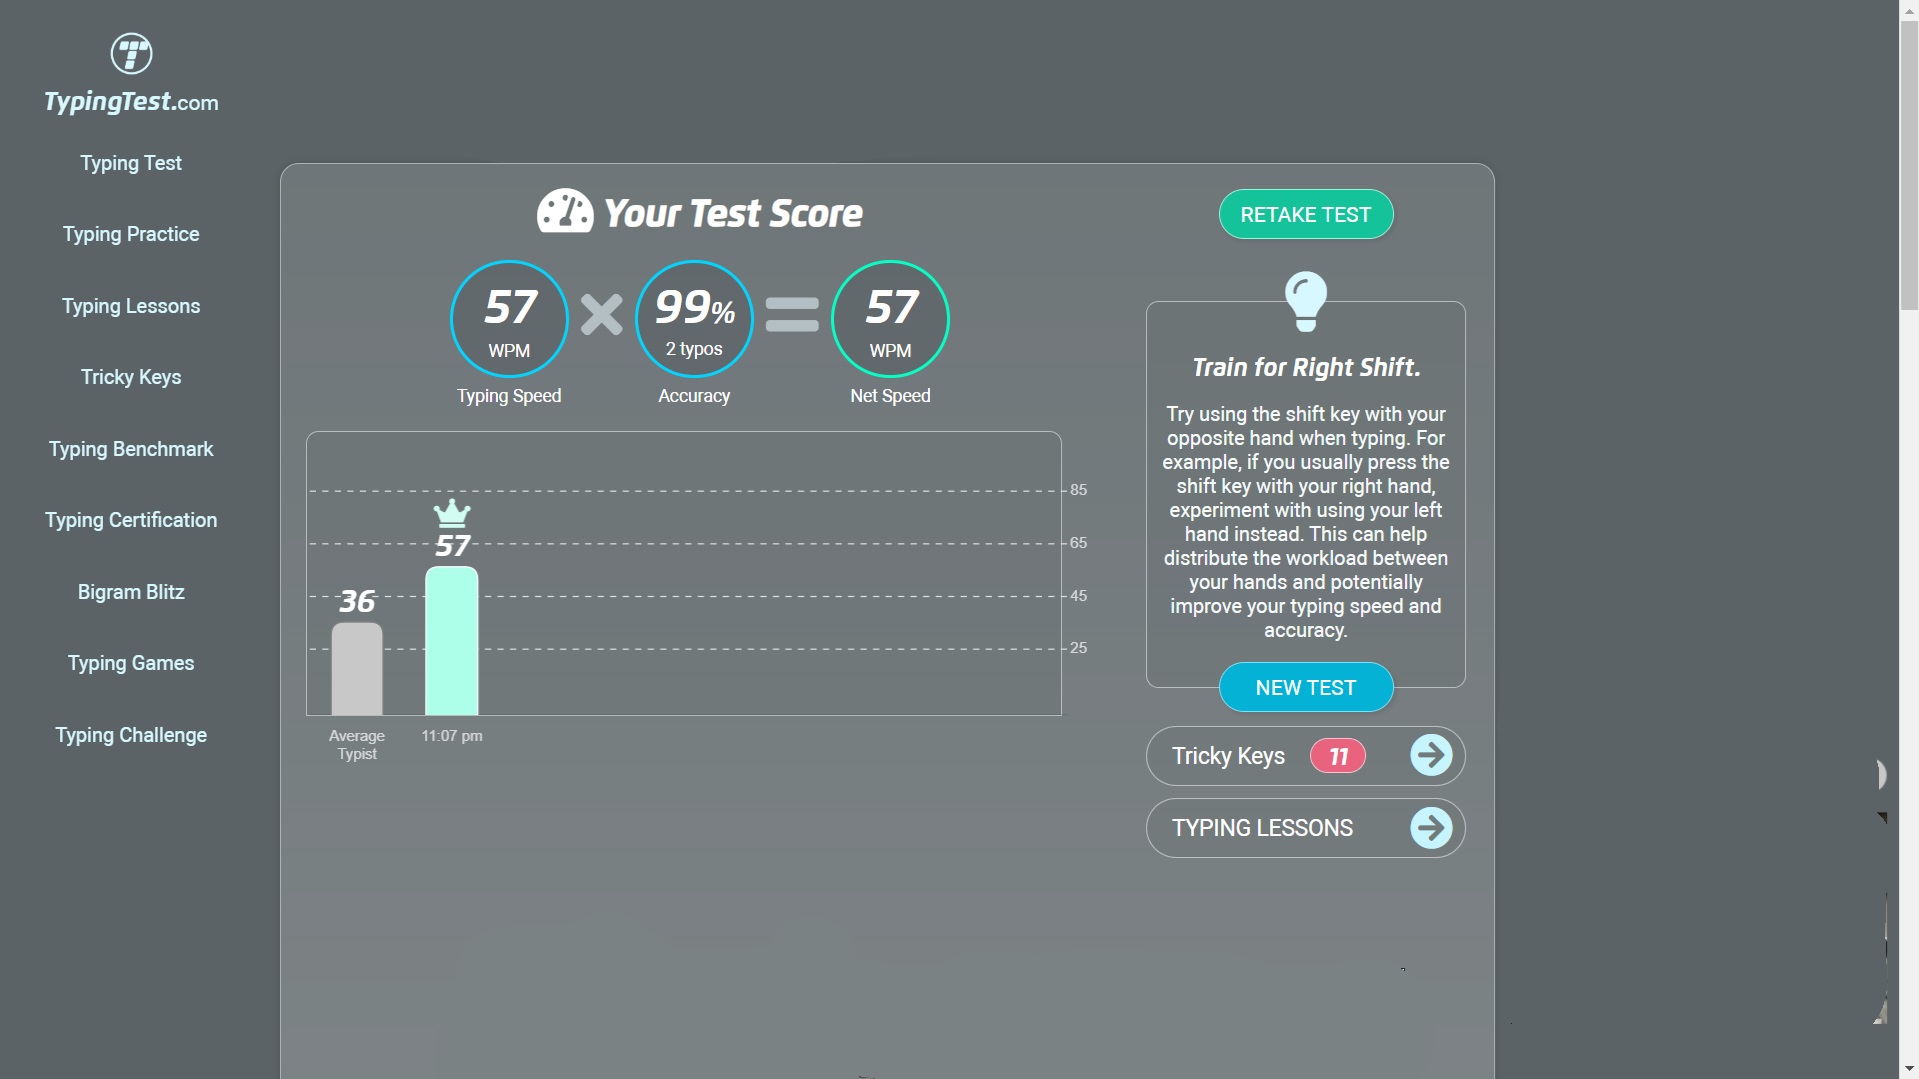 TypingTest.com
Typing Test
Typing Practice
Typing Lessons
Tricky Keys
Typing Benchmark
Typing Certification
Bigram Blitz
Typing Games
Typing Challenge
Your Test Score
57
WPM
Typing Speed
99%
2 typos
Accuracy
57
WPM
Net Speed
85
65
45
25
36
57
Average
Typist
11:07 pm
RETAKE TEST
Train for Right Shift.
Try using the shift key with your
opposite hand when typing. For
example, if you usually press the
shift key with your right hand,
experiment with using your left
hand instead. This can help
distribute the workload between
your hands and potentially
improve your typing speed and
accuracy.
NEW TEST
Tricky Keys 11
TYPING LESSONS